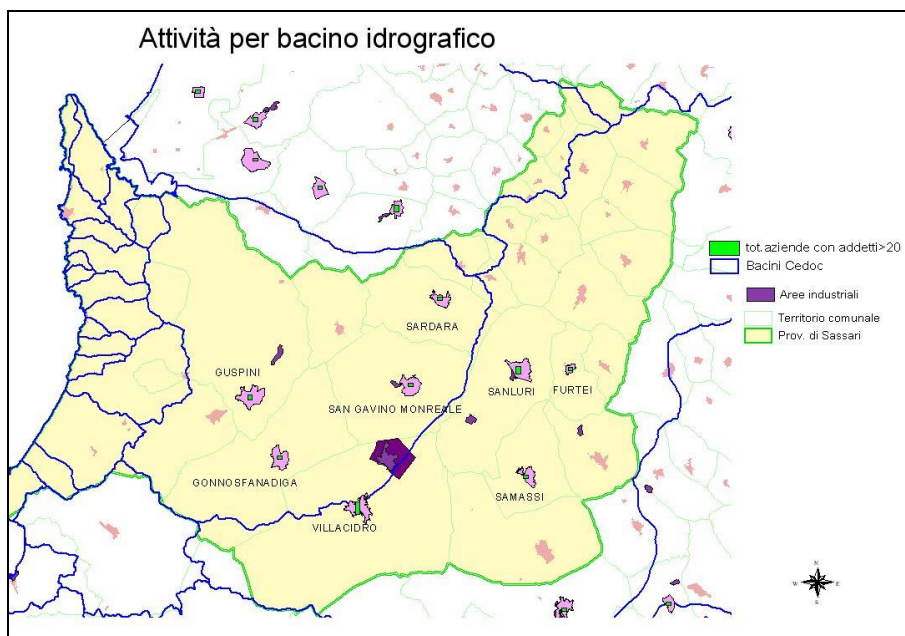 Attività per bacino idrografico
tot.aziende con addetti>20
Bacini Cedoc
Aree industriali
Territorio comunale
Prov. di Sassari
SARDARA
GUSPINI
SANLURI
FURTEI
SAN GAVINO MONREALE
GONNOSFANADIGA
SAMASSI
VILLACIDRO
N
W
E
S